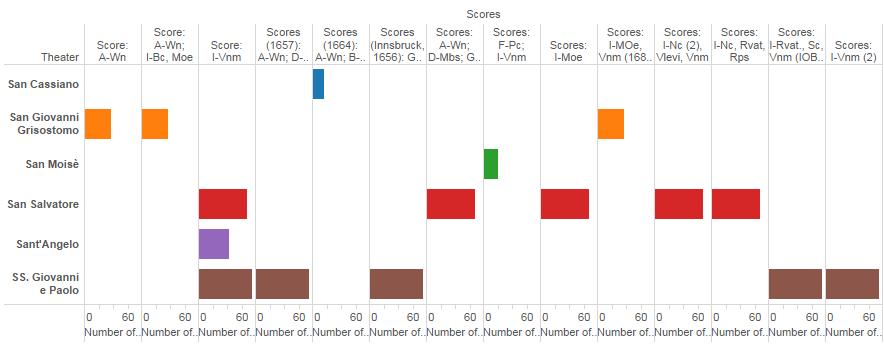 Scores
Theater
Score:
A-Wn
Score:
A-Wn;
I-Bc, Moe
Score:
I-Vnm
Scores
(1657):
A-Wn; D-..
Scores
(1664):
A-Wn; B-..
Scores
(Innsbruck,
1656): G..
Scores:
A-Wn;
D-Mbs; G..
Scores:
F-Pc;
I-Vnm
Scores:
I-Moe
Scores:
I-MOe,
Vnm (168..
Scores:
I-Nc (2),
Vlevi, Vnm
Scores:
I-Nc, Rvat,
Rps
Scores:
I-Rvat., Sc,
Vnm (IOB..
Scores:
I-Vnm (2)
San Cassiano
San Giovanni
Grisostomo
San Moisè
San Salvatore
Sant'Angelo
SS. Giovanni
e Paolo
0 60 0 60 0 60 0 60 0 60 0 60 0 60 0 60 0 60 0 60 0 60 0 60 0 60 0 60
Number of.. Number of.. Number of.. Number of.. Number of.. Number of.. Number of.. Number of.. Number of.. Number of.. Number of.. Number of.. Number of.. Number of..